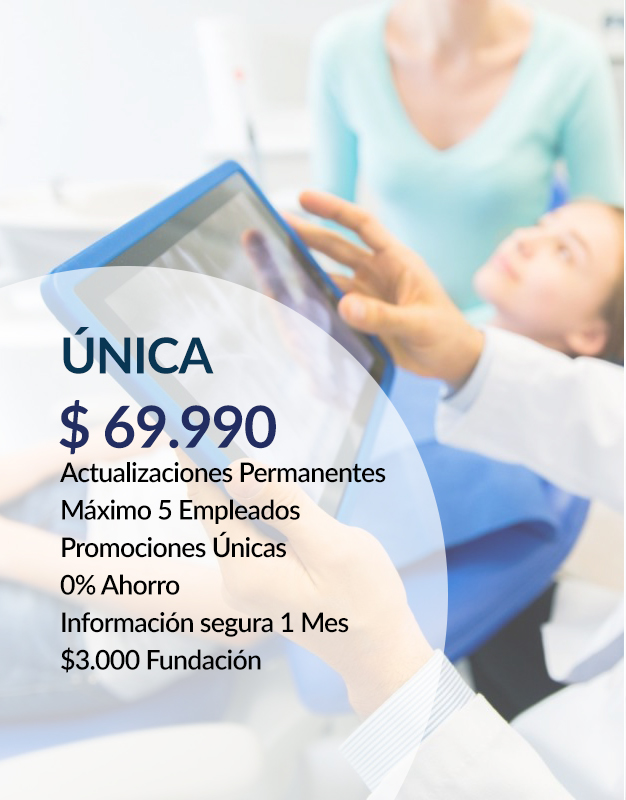 ÚNICA
$ 69.990
Actualizaciones Permanentes
Máximo 5 Empleados
Promociones Únicas
0% Ahorro
Información segura 1 Mes
$3.000 Fundación